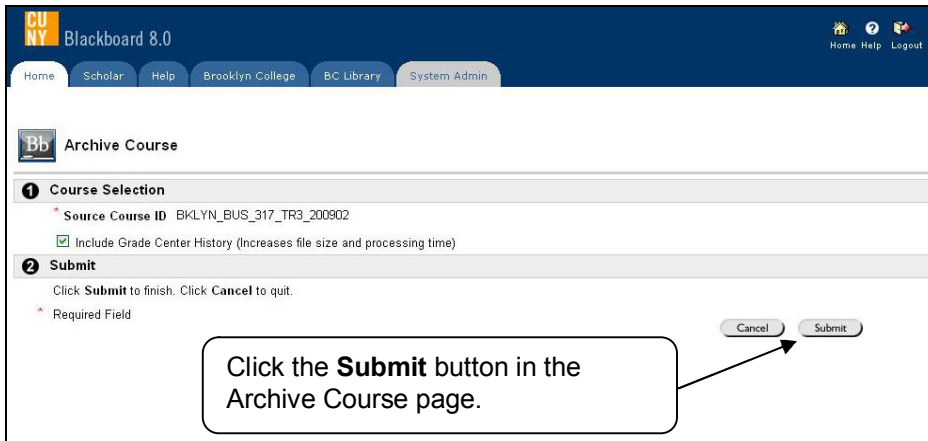 CU
NY
Blackboard 8.0
Home Help Logout
Home Scholar Help Brooklyn College BC Library System Admin
Bb Archive Course
1 Course Selection
* Source Course ID BKLYN_BUS_317_TR3_200902
Include Grade Center History (Increases file size and processing time)
2 Submit
Click Submit to finish. Click Cancel to quit.
* Required Field
Cancel Submit
Click the Submit button in the
Archive Course page.